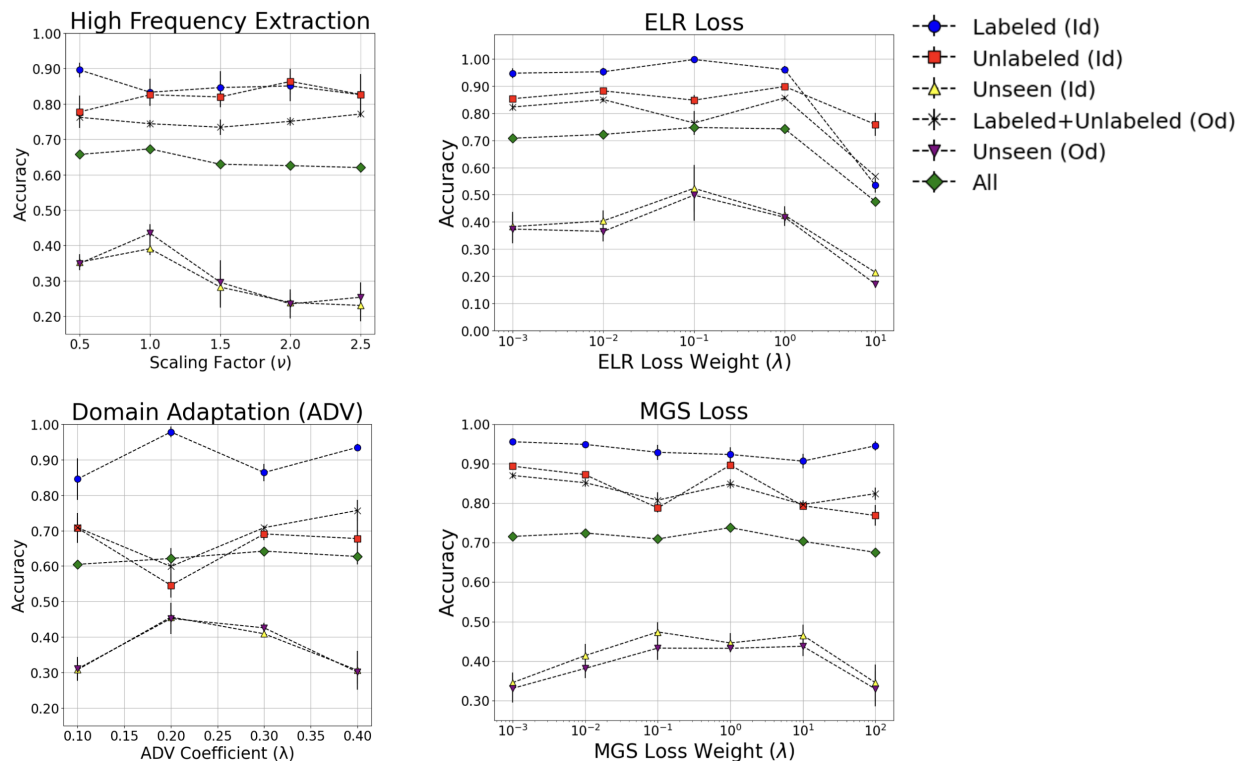 High Frequency Extraction
1.00
0.90
0.80
0.70
0.60
0.50
0.40
0.30
0.20
Accuracy
0.5 1.0 1.5 2.0 2.5
Scaling Factor (ν)
ELR Loss
1.00
0.90
0.80
0.70
0.60
0.50
0.40
0.30
0.20
0.10
0.00
Accuracy
10⁻³ 10⁻² 10⁻¹ 10⁰ 10¹
ELR Loss Weight (λ)
Labeled (Id)
Unlabeled (Id)
Unseen (Id)
Labeled+Unlabeled (Od)
Unseen (Od)
All
Domain Adaptation (ADV)
1.00
0.90
0.80
0.70
0.60
0.50
0.40
0.30
0.20
Accuracy
0.10 0.15 0.20 0.25 0.30 0.35 0.40
ADV Coefficient (λ)
MGS Loss
1.00
0.90
0.80
0.70
0.60
0.50
0.40
0.30
Accuracy
10⁻³ 10⁻² 10⁻¹ 10⁰ 10¹ 10²
MGS Loss Weight (λ)